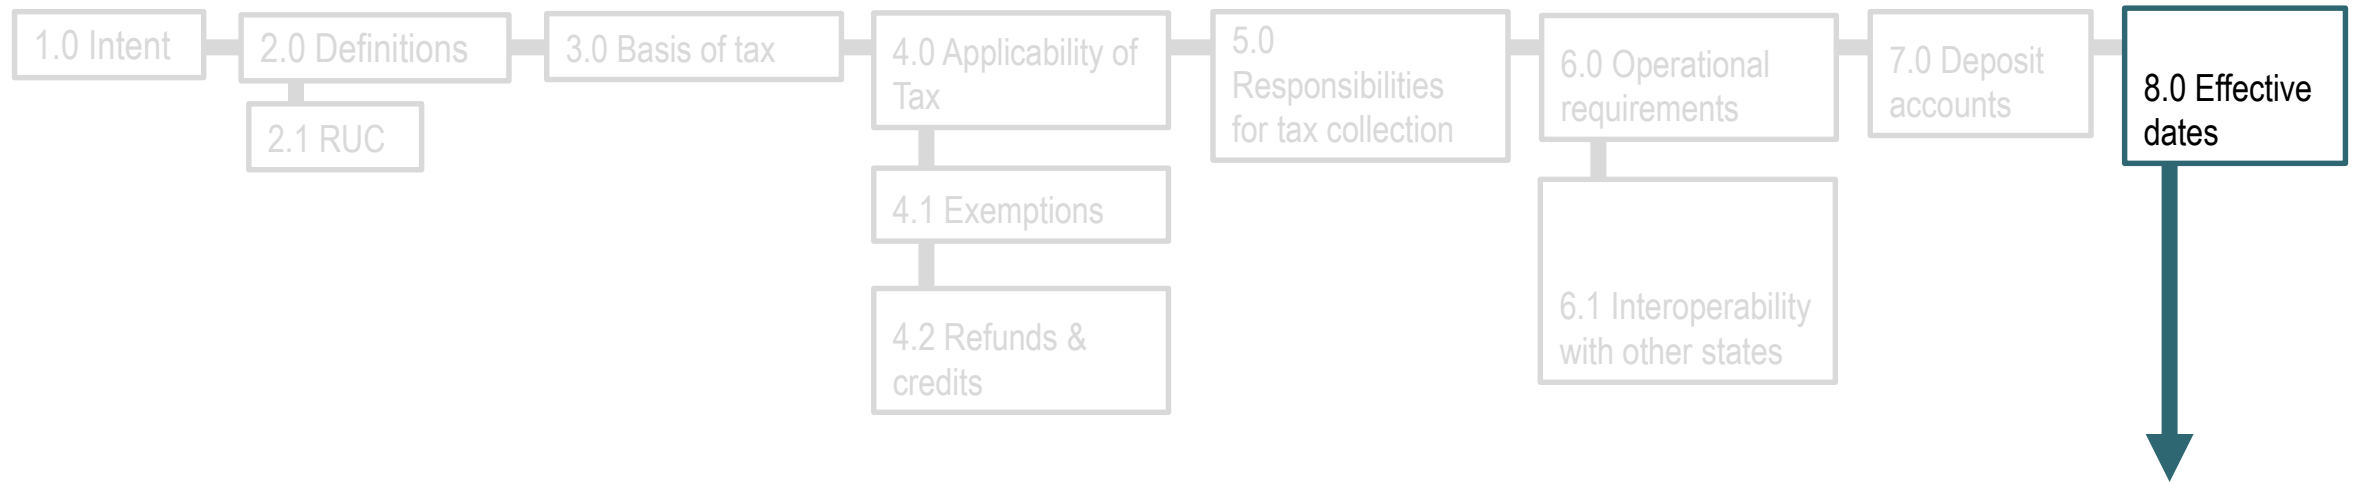 1.0 Intent
2.0 Definitions
2.1 RUC
3.0 Basis of tax
4.0 Applicability of
Tax
4.1 Exemptions
4.2 Refunds &
credits
5.0
Responsibilities
for tax collection
6.0 Operational
requirements
6.1 Interoperability
with other states
7.0 Deposit
accounts
8.0 Effective
dates